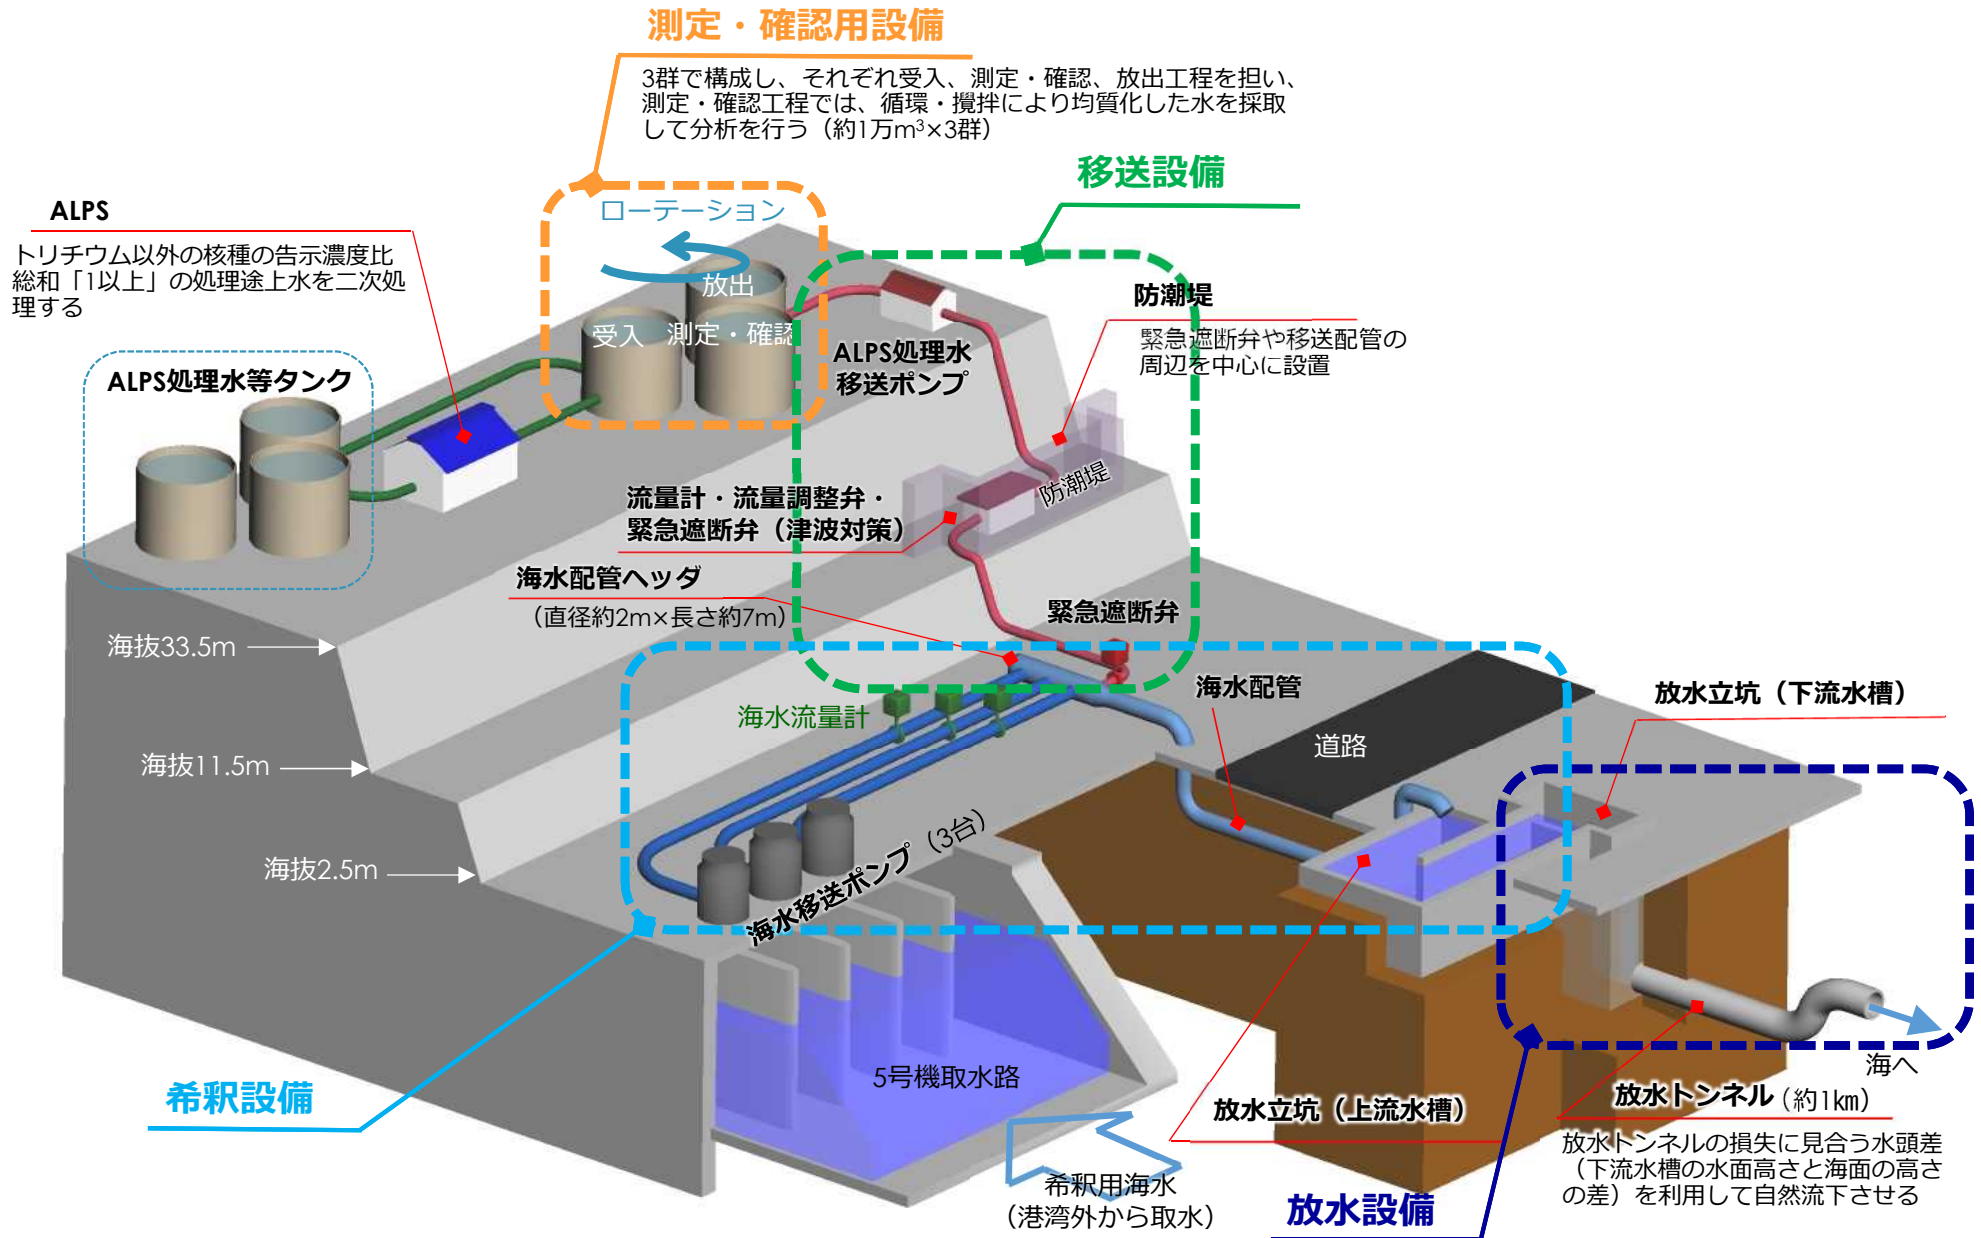 測定・確認用設備
3群で構成し、それぞれ受入、測定・確認、放出工程を担い、
測定・確認工程では、循環・攪拌により均質化した水を採取
して分析を行う（約1万m³×3群）
移送設備
ALPS
トリチウム以外の核種の告示濃度比
総和「1以上」の処理途上水を二次処
理する
ローテーション
放出
受入
測定・確認
防潮堤
緊急遮断弁や移送配管の
周辺を中心に設置
ALPS処理水
移送ポンプ
ALPS処理水等タンク
防潮堤
流量計・流量調整弁・
緊急遮断弁（津波対策）
海水配管ヘッダ
（直径約2m×長さ約7m）
緊急遮断弁
海抜33.5m
海水配管
放水立坑（下流水槽）
海水流量計
道路
海抜11.5m
海抜2.5m
海水移送ポンプ（3台）
5号機取水路
海へ
希釈設備
放水立坑（上流水槽）
放水トンネル（約1km）
放水トンネルの損失に見合う水頭差
（下流水槽の水面高さと海面の高さ
の差）を利用して自然流下させる
希釈用海水
（港湾外から取水）
放水設備